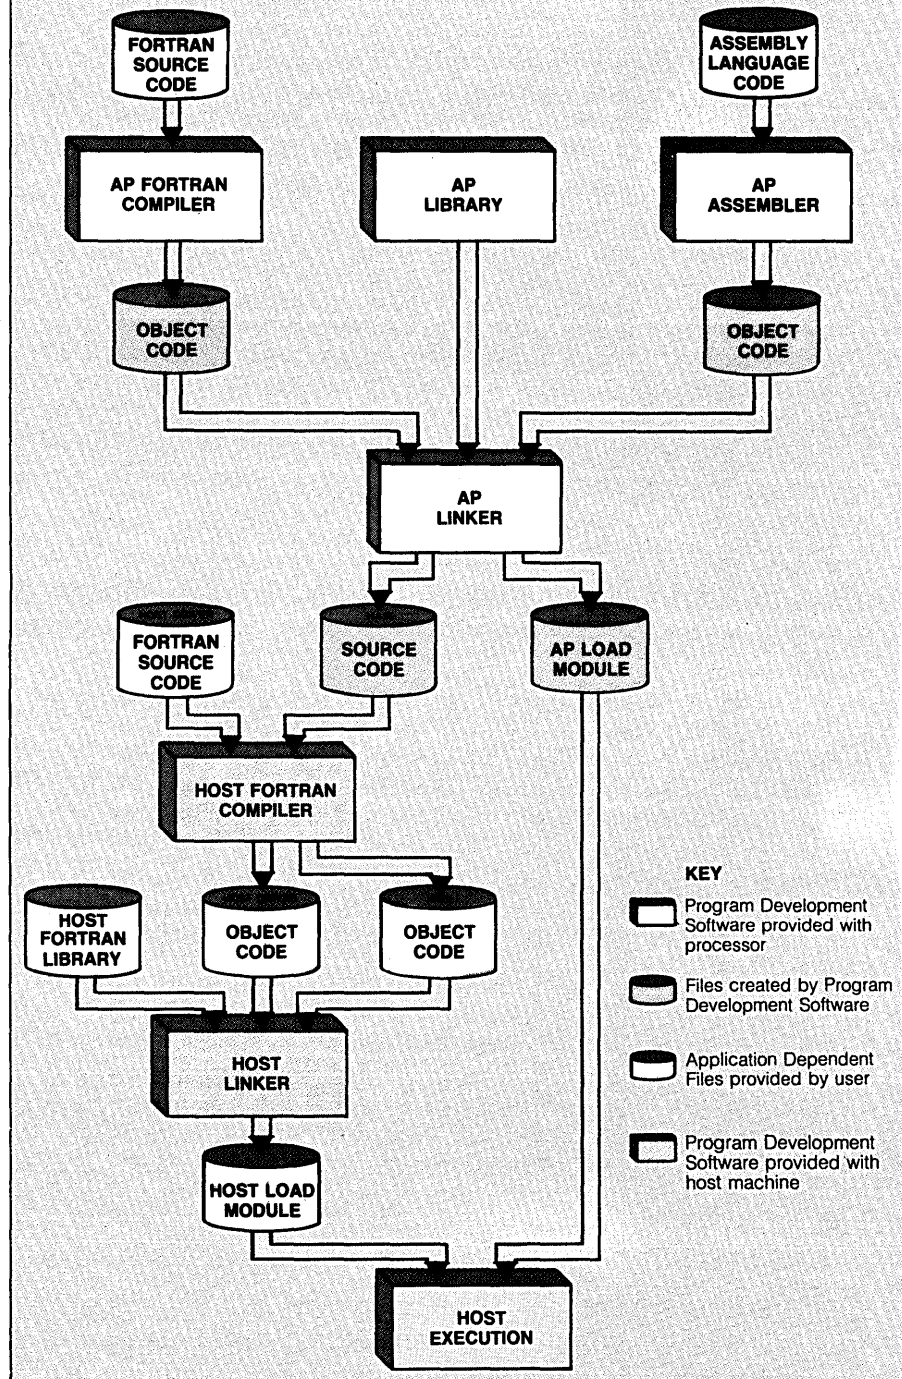 FORTRAN
SOURCE
CODE
ASSEMBLY
LANGUAGE
CODE
AP FORTRAN
COMPILER
AP
LIBRARY
AP
ASSEMBLER
OBJECT
CODE
OBJECT
CODE
AP
LINKER
FORTRAN
SOURCE
CODE
SOURCE
CODE
AP LOAD
MODULE
HOST FORTRAN
COMPILER
HOST
FORTRAN
LIBRARY
OBJECT
CODE
OBJECT
CODE
HOST
LINKER
HOST LOAD
MODULE
HOST
EXECUTION
KEY
Program Development
Software provided with
processor
Files created by Program
Development Software
Application Dependent
Files provided by user
Program Development
Software provided with
host machine